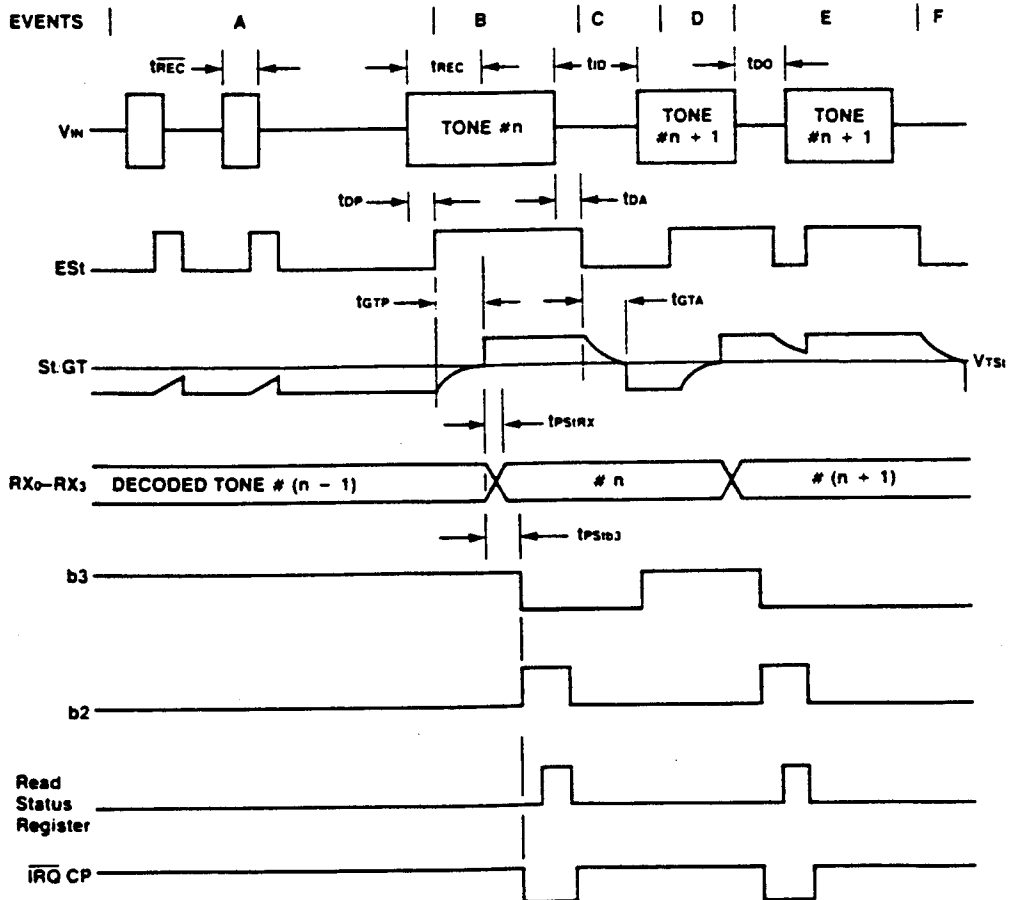 EVENTS A B C D E F
tREC tREC tID tDO
VIN TONE #n TONE #n + 1 TONE #n + 1
tDP tDA
ESt
tGTP tGTA
St GT VTSt
tPStRX
RX0–RX3 DECODED TONE # (n - 1) # n # (n + 1)
tPStb3
b3
b2
Read
Status
Register
IRQ CP